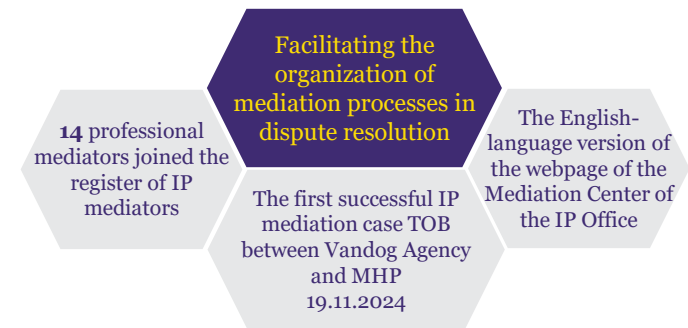 Facilitating the
organization of
mediation processes in
dispute resolution
14 professional
mediators joined the
register of IP
mediators
The first successful IP
mediation case TOB
between Vandog Agency
and MHP
19.11.2024
The English-
language version of
the webpage of the
Mediation Center of
the IP Office